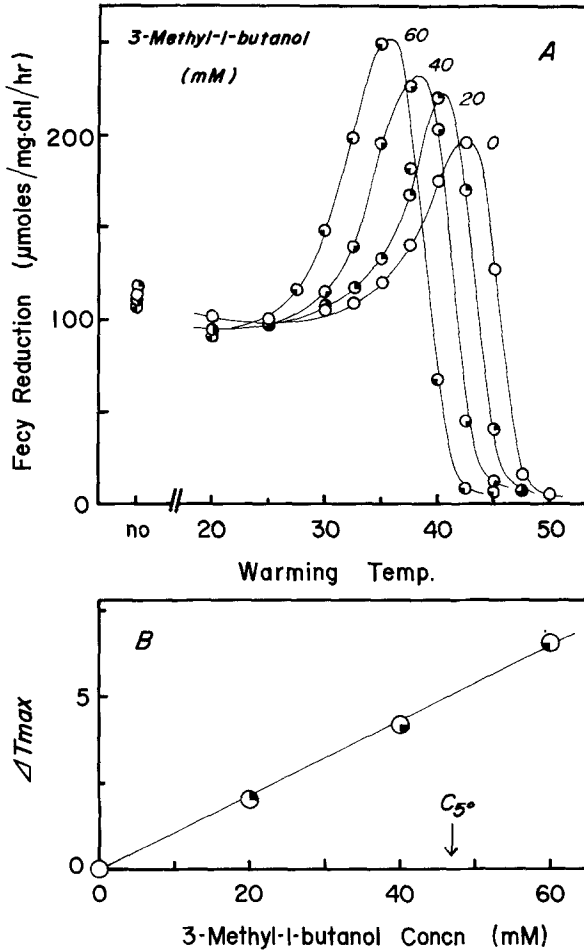 3-Methyl-1-butanol
(mM)
A
60
40
20
0
200
100
0
Fecy Reduction (μmoles/mg·chl/hr)
no
20
30
40
50
Warming Temp.
B
5
0
ΔTmax
C5°
0
20
40
60
3-Methyl-1-butanol Concn (mM)